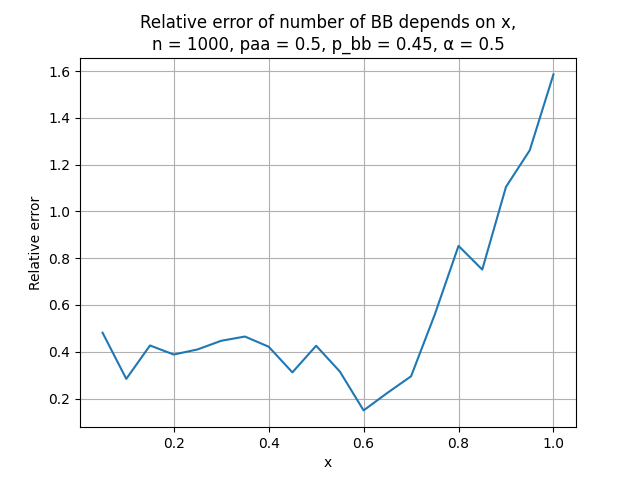 Relative error of number of BB depends on x,
n = 1000, paa = 0.5, p_bb = 0.45, α = 0.5
1.6
1.4
1.2
1.0
0.8
0.6
0.4
0.2
Relative error
0.2 0.4 0.6 0.8 1.0
x